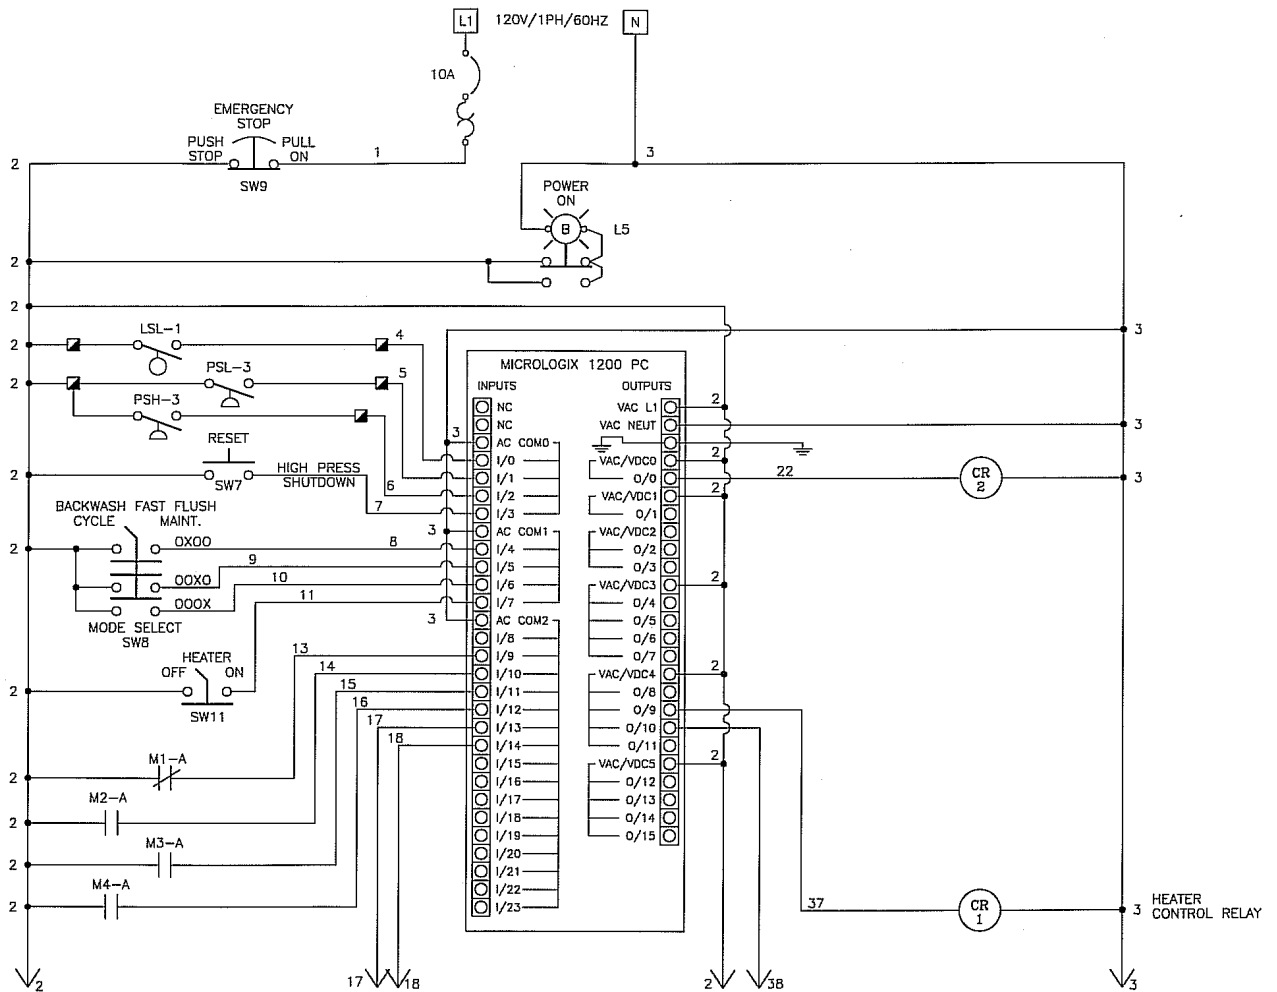 L1 120V/1PH/60HZ N
10A
EMERGENCY
STOP
PUSH
STOP
PULL
ON
SW9
1
2
3
POWER
ON
B
L5
2
2
3
LSL-1
2
4
PSL-3
2
5
PSH-3
RESET
2
SW7
HIGH PRESS
SHUTDOWN
6
7
BACKWASH FAST FLUSH
CYCLE MAINT.
2
OXOO
8
OOXO
9
OOOX
10
11
MODE SELECT
SW8
HEATER
OFF ON
2
SW11
13
14
15
16
17
18
M1-A
2
M2-A
2
M3-A
2
M4-A
2
MICROLOGIX 1200 PC
INPUTS
NC
NC
3
AC COM0
I/0
I/1
I/2
I/3
3
AC COM1
I/4
I/5
I/6
I/7
3
AC COM2
I/8
I/9
I/10
I/11
I/12
I/13
I/14
I/15
I/16
I/17
I/18
I/19
I/20
I/21
I/22
I/23
OUTPUTS
VAC L1
2
VAC NEUT
3
VAC/VDC0
2
O/0
22
CR
2
3
VAC/VDC1
2
O/1
VAC/VDC2
O/2
O/3
VAC/VDC3
2
O/4
O/5
O/6
O/7
VAC/VDC4
2
O/8
O/9
O/10
O/11
VAC/VDC5
2
O/12
O/13
O/14
O/15
37
CR
1
3
HEATER
CONTROL RELAY
2
17
18
2
38
3